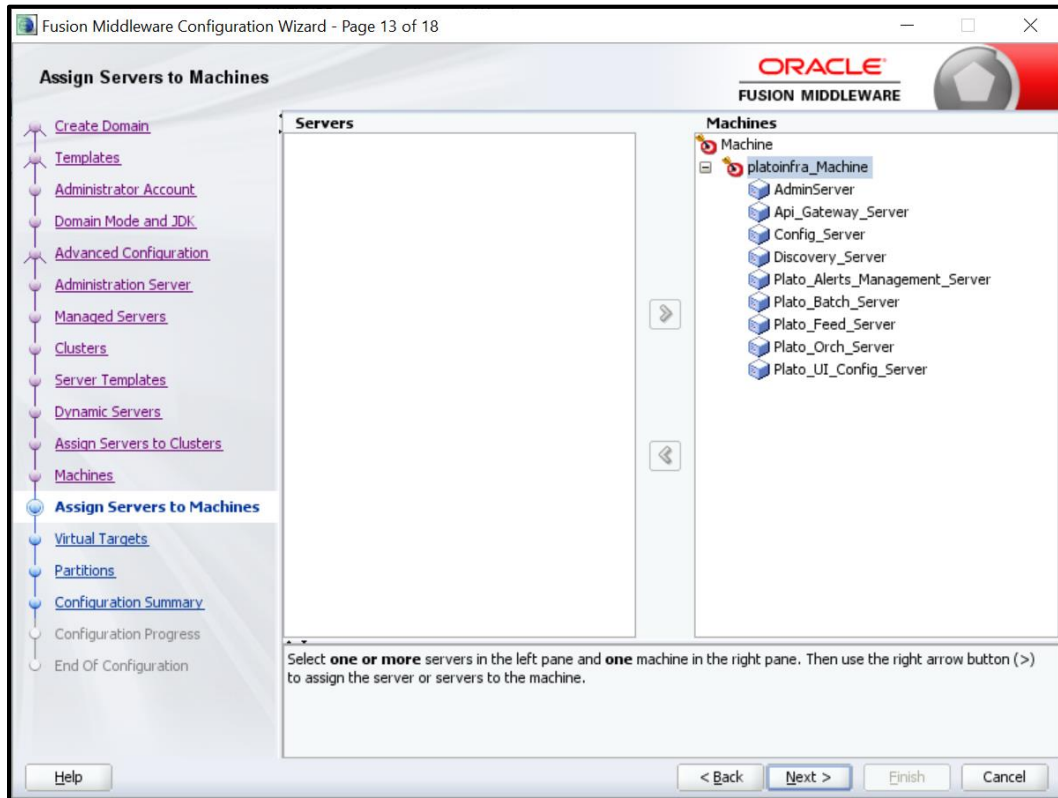 Fusion Middleware Configuration Wizard - Page 13 of 18
Assign Servers to Machines
ORACLE
FUSION MIDDLEWARE
Create Domain
Templates
Administrator Account
Domain Mode and JDK
Advanced Configuration
Administration Server
Managed Servers
Clusters
Server Templates
Dynamic Servers
Assign Servers to Clusters
Machines
Assign Servers to Machines
Virtual Targets
Partitions
Configuration Summary
Configuration Progress
End Of Configuration
Servers
Machines
Machine
platoinfra_Machine
AdminServer
Api_Gateway_Server
Config_Server
Discovery_Server
Plato_Alerts_Management_Server
Plato_Batch_Server
Plato_Feed_Server
Plato_Orch_Server
Plato_UI_Config_Server
Select one or more servers in the left pane and one machine in the right pane. Then use the right arrow button (>)
to assign the server or servers to the machine.
Help
< Back
Next >
Finish
Cancel